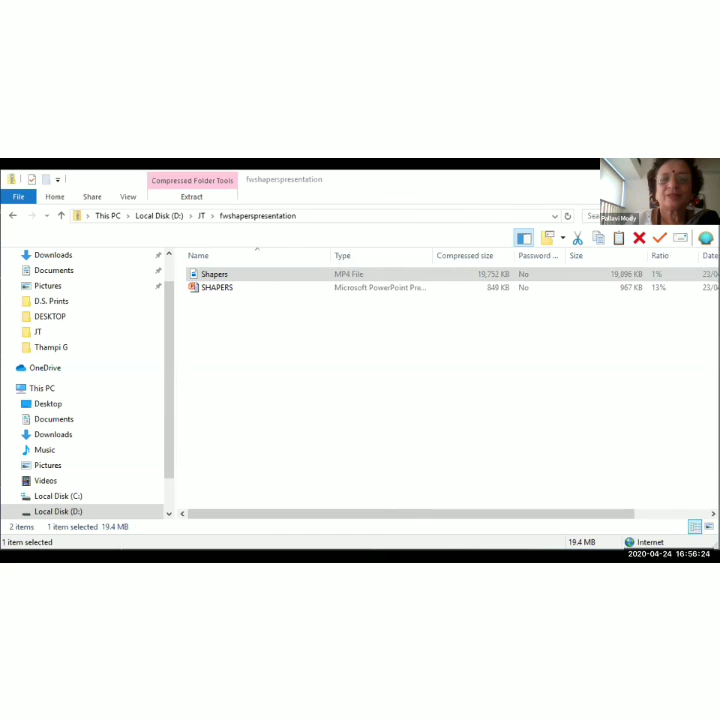 Compressed Folder Tools fwshaperspresentation
File Home Share View Extract
This PC Local Disk (D:) JT fwshaperspresentation
Pallavi Mody
Name Type Compressed size Password ... Size Ratio
Downloads
Shapers MP4 File 19,752 KB No 19,896 KB 1%
SHAPERS Microsoft PowerPoint Pre... 849 KB No 967 KB 13%
Documents
Pictures
D.S. Prints
DESKTOP
JT
Thampi G
OneDrive
This PC
Desktop
Documents
Downloads
Music
Pictures
Videos
Local Disk (C:)
Local Disk (D:)
2 items 1 item selected 19.4 MB
1 item selected 19.4 MB Internet
2020-04-24 16:56:24